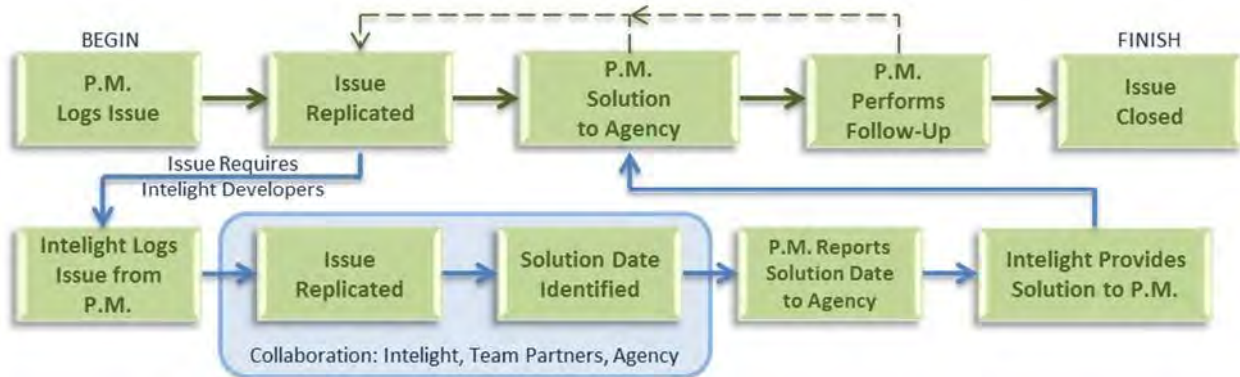 BEGIN
P.M.
Logs Issue
Issue
Replicated
P.M.
Solution
to Agency
P.M.
Performs
Follow-Up
FINISH
Issue
Closed
Issue Requires
Intelight Developers
Intelight Logs
Issue from
P.M.
Issue
Replicated
Solution Date
Identified
P.M. Reports
Solution Date
to Agency
Intelight Provides
Solution to P.M.
Collaboration: Intelight, Team Partners, Agency